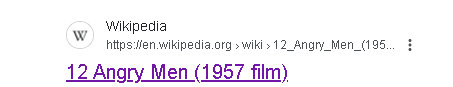 W
Wikipedia
https://en.wikipedia.org › wiki › 12_Angry_Men_(195...
12 Angry Men (1957 film)